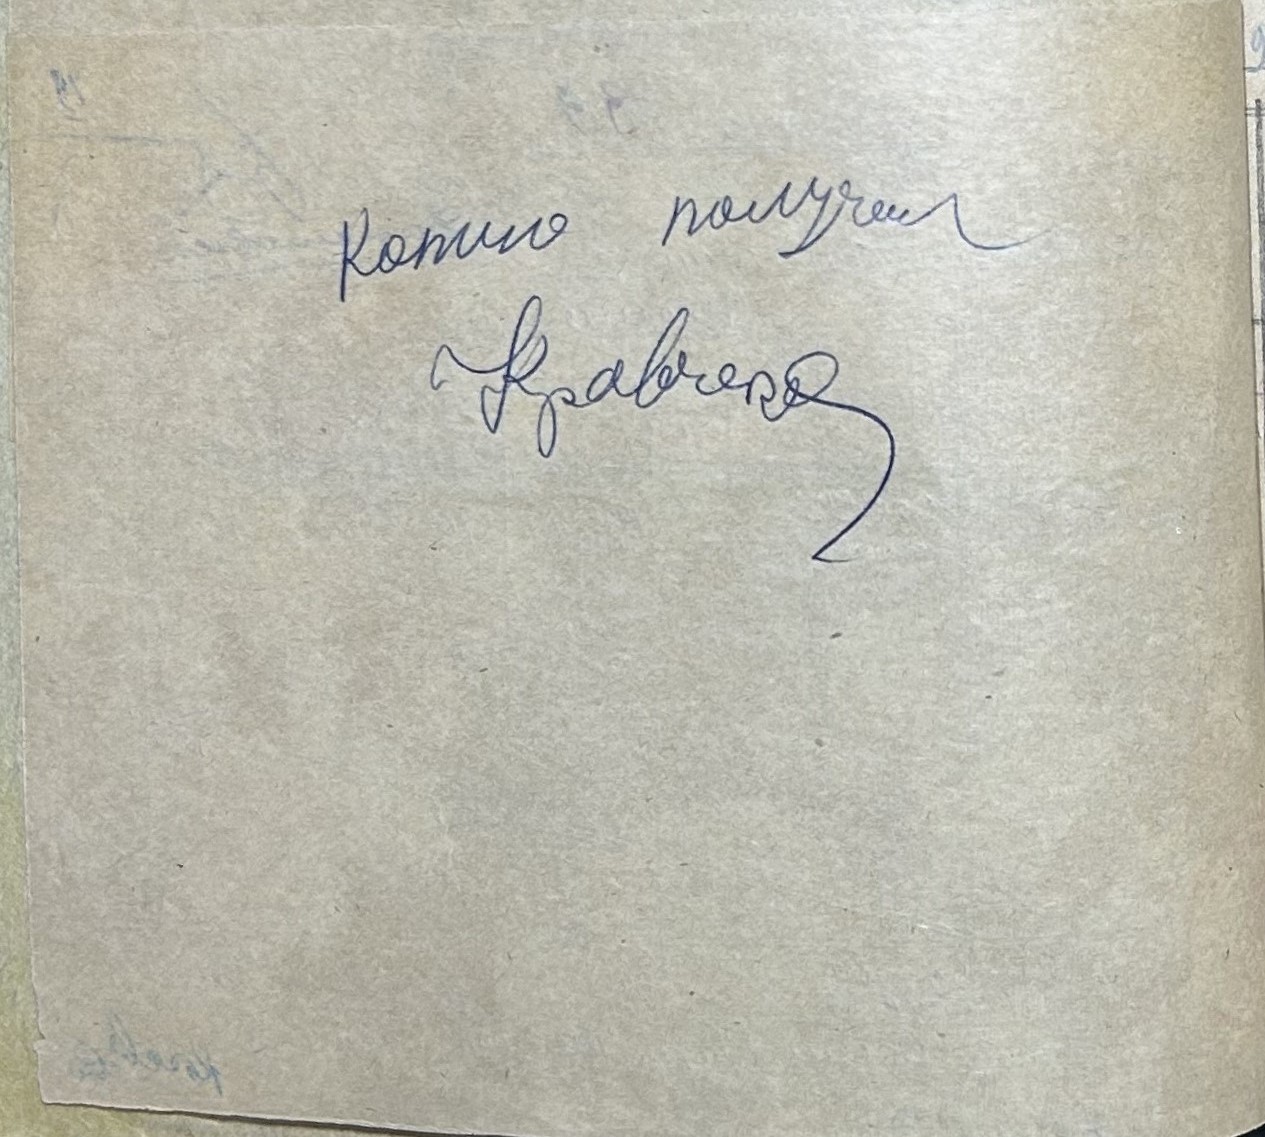 Копию получил
Кравченко